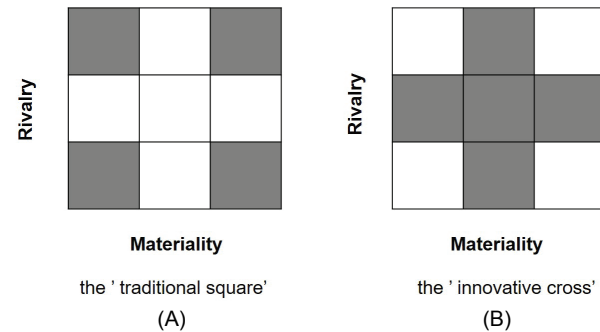 Rivalry
Materiality
the ' traditional square'
(A)
Rivalry
Materiality
the ' innovative cross'
(B)